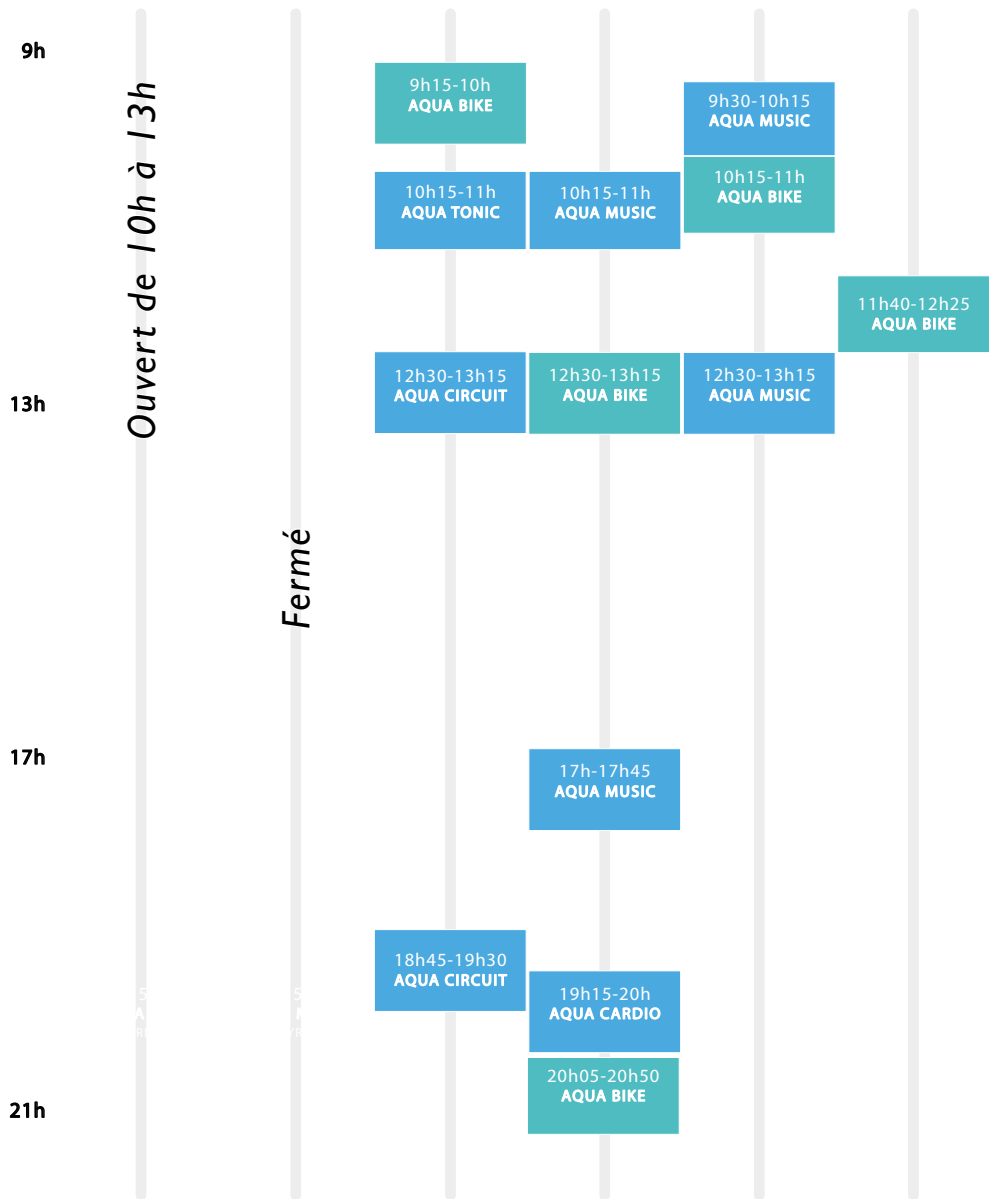 9h
13h
17h
21h
Ouvert de 10h à 13h
Fermé
9h15-10h
AQUA BIKE
10h15-11h
AQUA TONIC
12h30-13h15
AQUA CIRCUIT
18h45-19h30
AQUA CIRCUIT
10h15-11h
AQUA MUSIC
12h30-13h15
AQUA BIKE
17h-17h45
AQUA MUSIC
19h15-20h
AQUA CARDIO
20h05-20h50
AQUA BIKE
9h30-10h15
AQUA MUSIC
10h15-11h
AQUA BIKE
12h30-13h15
AQUA MUSIC
11h40-12h25
AQUA BIKE